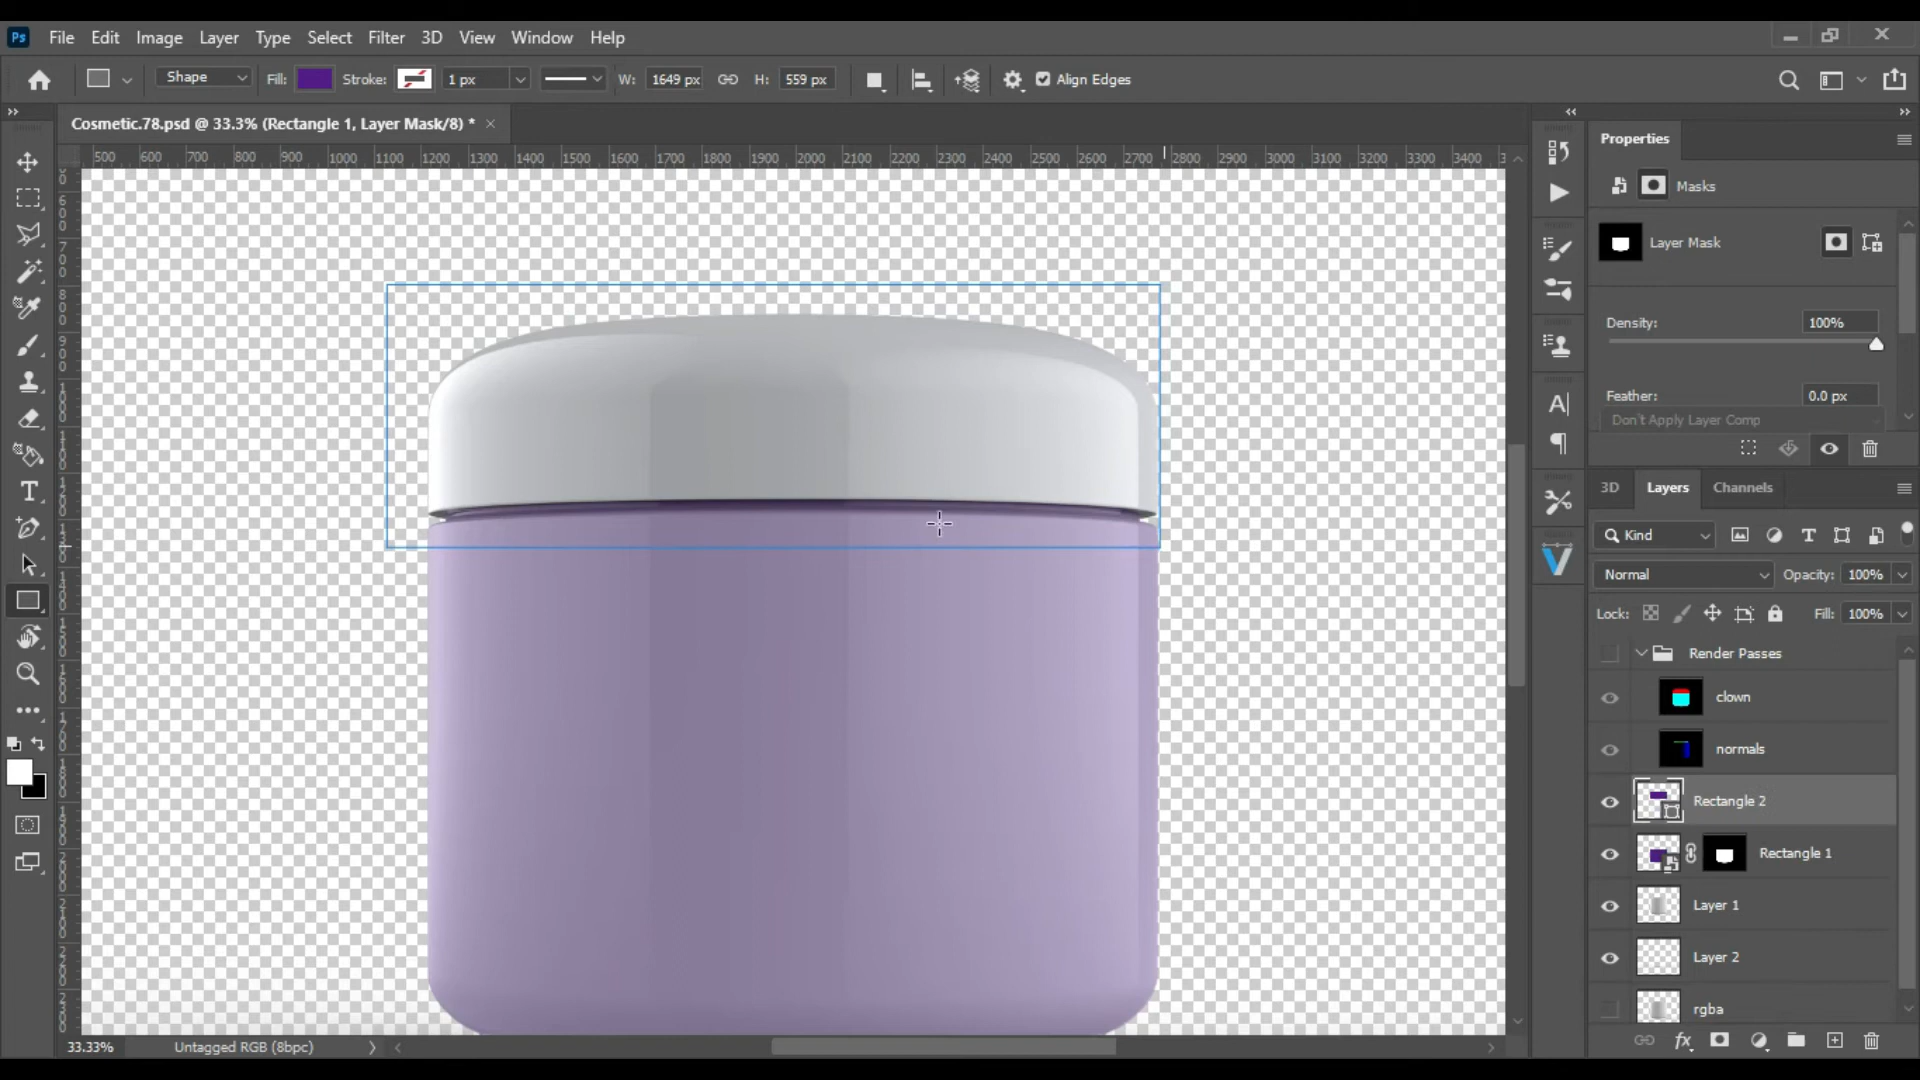 Ps File Edit Image Layer Type Select Filter 3D View Window Help
Shape Fill: Stroke: 1 px W: 1649 px H: 559 px Align Edges
Cosmetic.78.psd @ 33.3% (Rectangle 1, Layer Mask/8) * ×
500 600 700 800 900 1000 1100 1200 1300 1400 1500 1600 1700 1800 1900 2000 2100 2200 2300 2400 2500 2600 2700 2800 2900 3000 3100 3200 3300 3400
Properties
Masks
Layer Mask
Density: 100%
Feather: 0.0 px
Don't Apply Layer Comp
3D Layers Channels
Kind
Normal Opacity: 100%
Lock: Fill: 100%
Render Passes
clown
normals
Rectangle 2
Rectangle 1
Layer 1
Layer 2
rgba
33.33% Untagged RGB (8bpc)